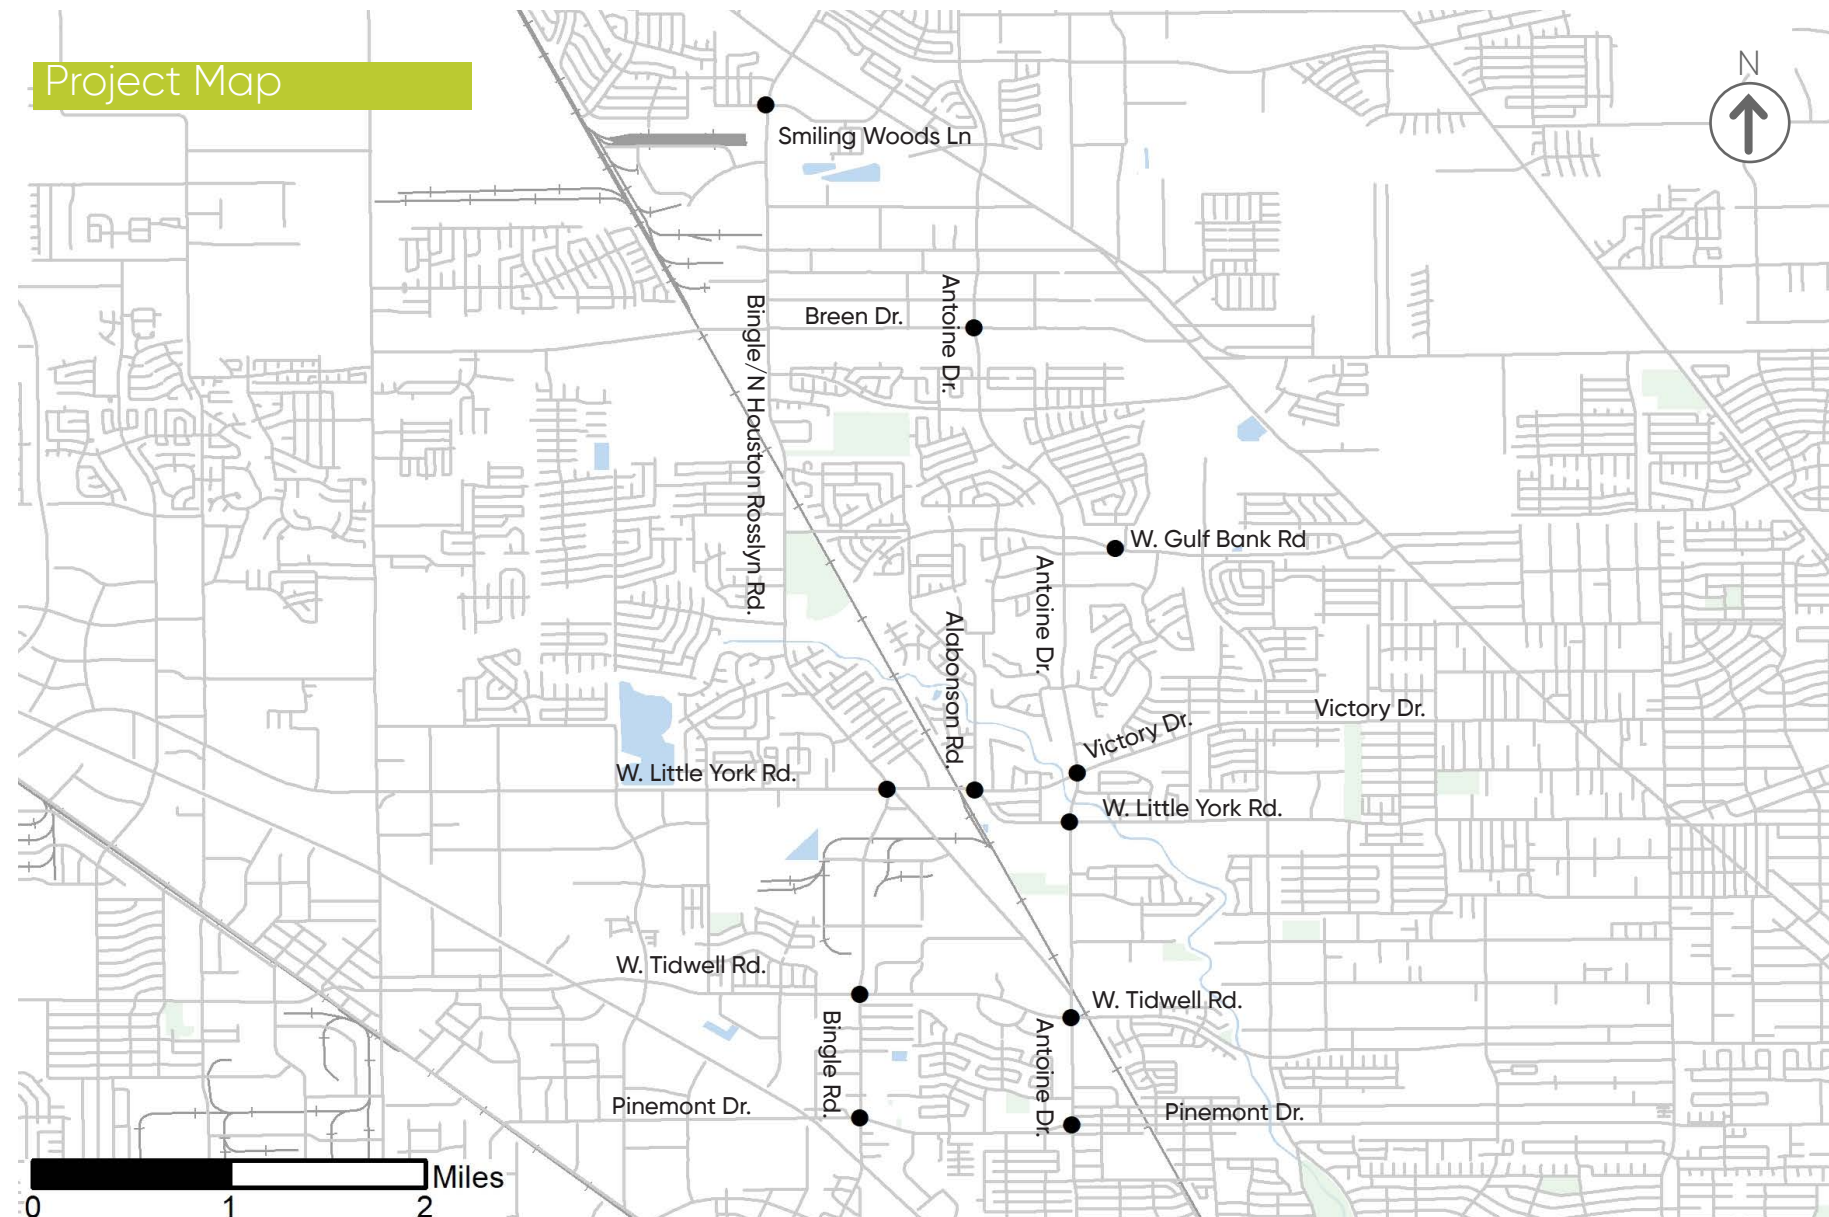 Project Map
N
Smiling Woods Ln
Bingle/N Houston Rosslyn Rd.
Breen Dr.
Antoine Dr.
W. Gulf Bank Rd
Antoine Dr.
Alabonson Rd.
Victory Dr.
Victory Dr.
W. Little York Rd.
W. Little York Rd.
W. Tidwell Rd.
W. Tidwell Rd.
Bingle Rd.
Antoine Dr.
Pinemont Dr.
Pinemont Dr.
Miles
0 1 2